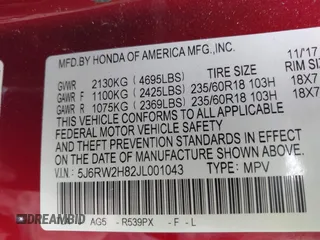 MFD.BY HONDA OF AMERICA MFG.,INC. 11/17
GVWR 2130KG (4695LBS) TIRE SIZE RIM SI
GAWR F 1100KG (2425LBS) 235/60R18 103H 18X7
GAWR R 1075KG (2369LBS) 235/60R18 103H 18X7
THIS VEHICLE CONFORMS TO ALL APPLICABLE
FEDERAL MOTOR VEHICLE SAFETY, BUMPER,
AND THEFT PREVENTION STANDARDS IN EFFECT
ON THE DATE OF MANUFACTURE SHOWN ABOVE.
V.I.N.: 5J6RW2H82JL001043 TYPE: MPV
AG5 - R539PX - F - L
DREAMBID